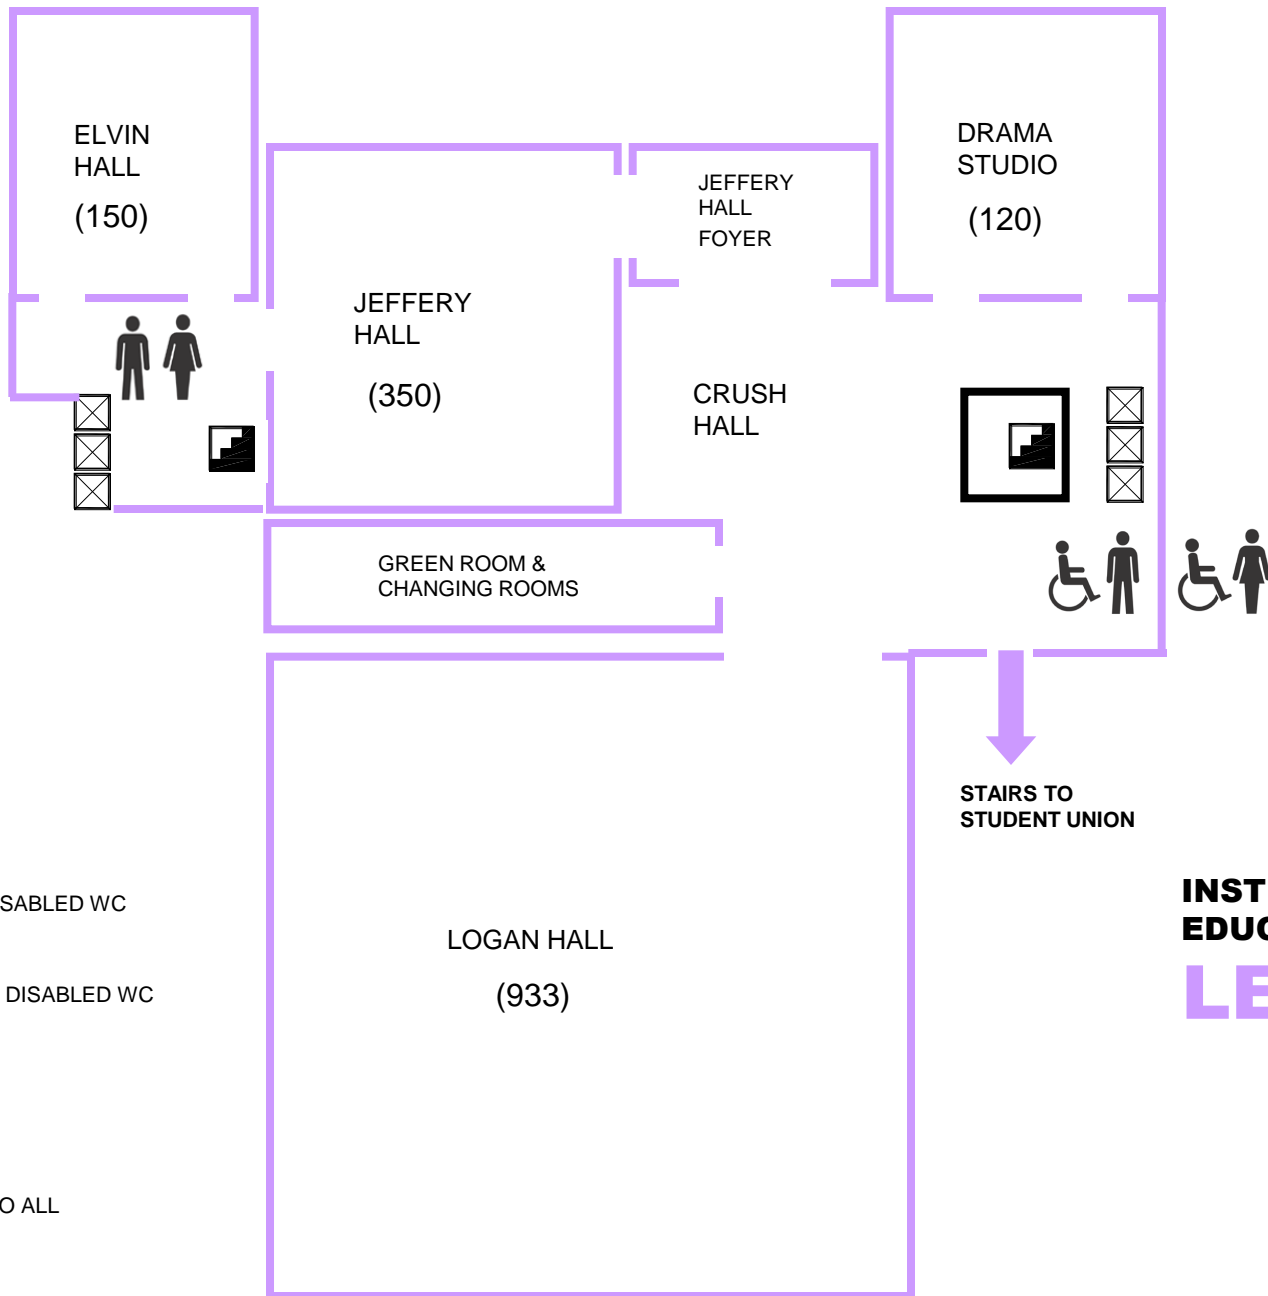 ELVIN
HALL
(150)
JEFFERY
HALL
(350)
JEFFERY
HALL
FOYER
DRAMA
STUDIO
(120)
CRUSH
HALL
GREEN ROOM &
CHANGING ROOMS
STAIRS TO
STUDENT UNION
LOGAN HALL
(933)
SABLED WC
DISABLED WC
O ALL
INST
EDUC
LE